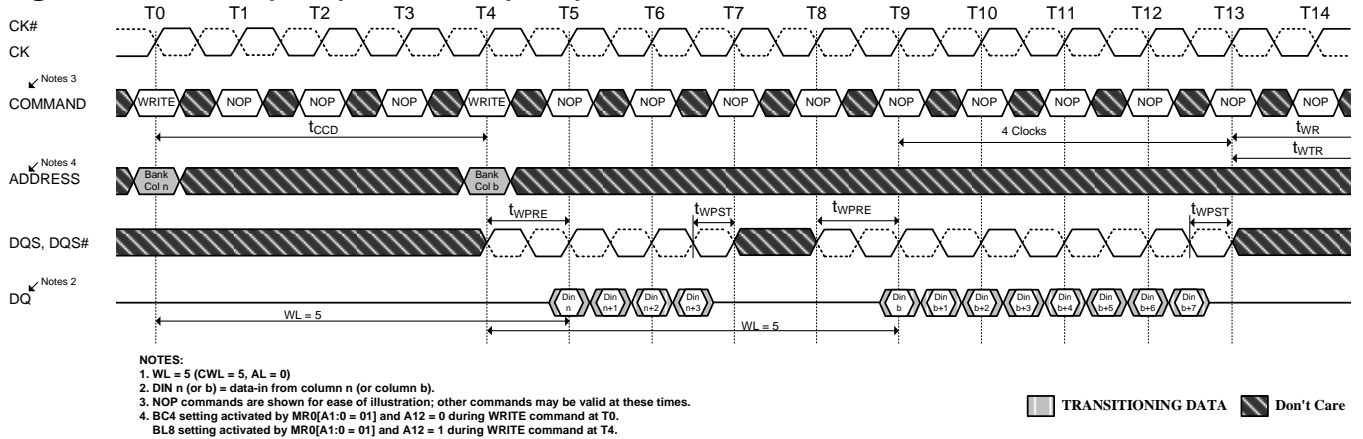 T0 T1 T2 T3 T4 T5 T6 T7 T8 T9 T10 T11 T12 T13 T14
CK#
CK
Notes 3
COMMAND
WRITE NOP NOP NOP WRITE NOP NOP NOP NOP NOP NOP NOP NOP NOP NOP
tCCD
4 Clocks
tWR
tWTR
Notes 4
ADDRESS
Bank
Col n
Bank
Col b
tWPRE tWPST tWPRE tWPST
DQS, DQS#
Notes 2
DQ
Din
n
Din
n+1
Din
n+2
Din
n+3
Din
b
Din
b+1
Din
b+2
Din
b+3
Din
b+4
Din
b+5
Din
b+6
Din
b+7
WL = 5
WL = 5
NOTES:
1. WL = 5 (CWL = 5, AL = 0)
2. DIN n (or b) = data-in from column n (or column b).
3. NOP commands are shown for ease of illustration; other commands may be valid at these times.
4. BC4 setting activated by MR0[A1:0 = 01] and A12 = 0 during WRITE command at T0.
BL8 setting activated by MR0[A1:0 = 01] and A12 = 1 during WRITE command at T4.
TRANSITIONING DATA
Don't Care